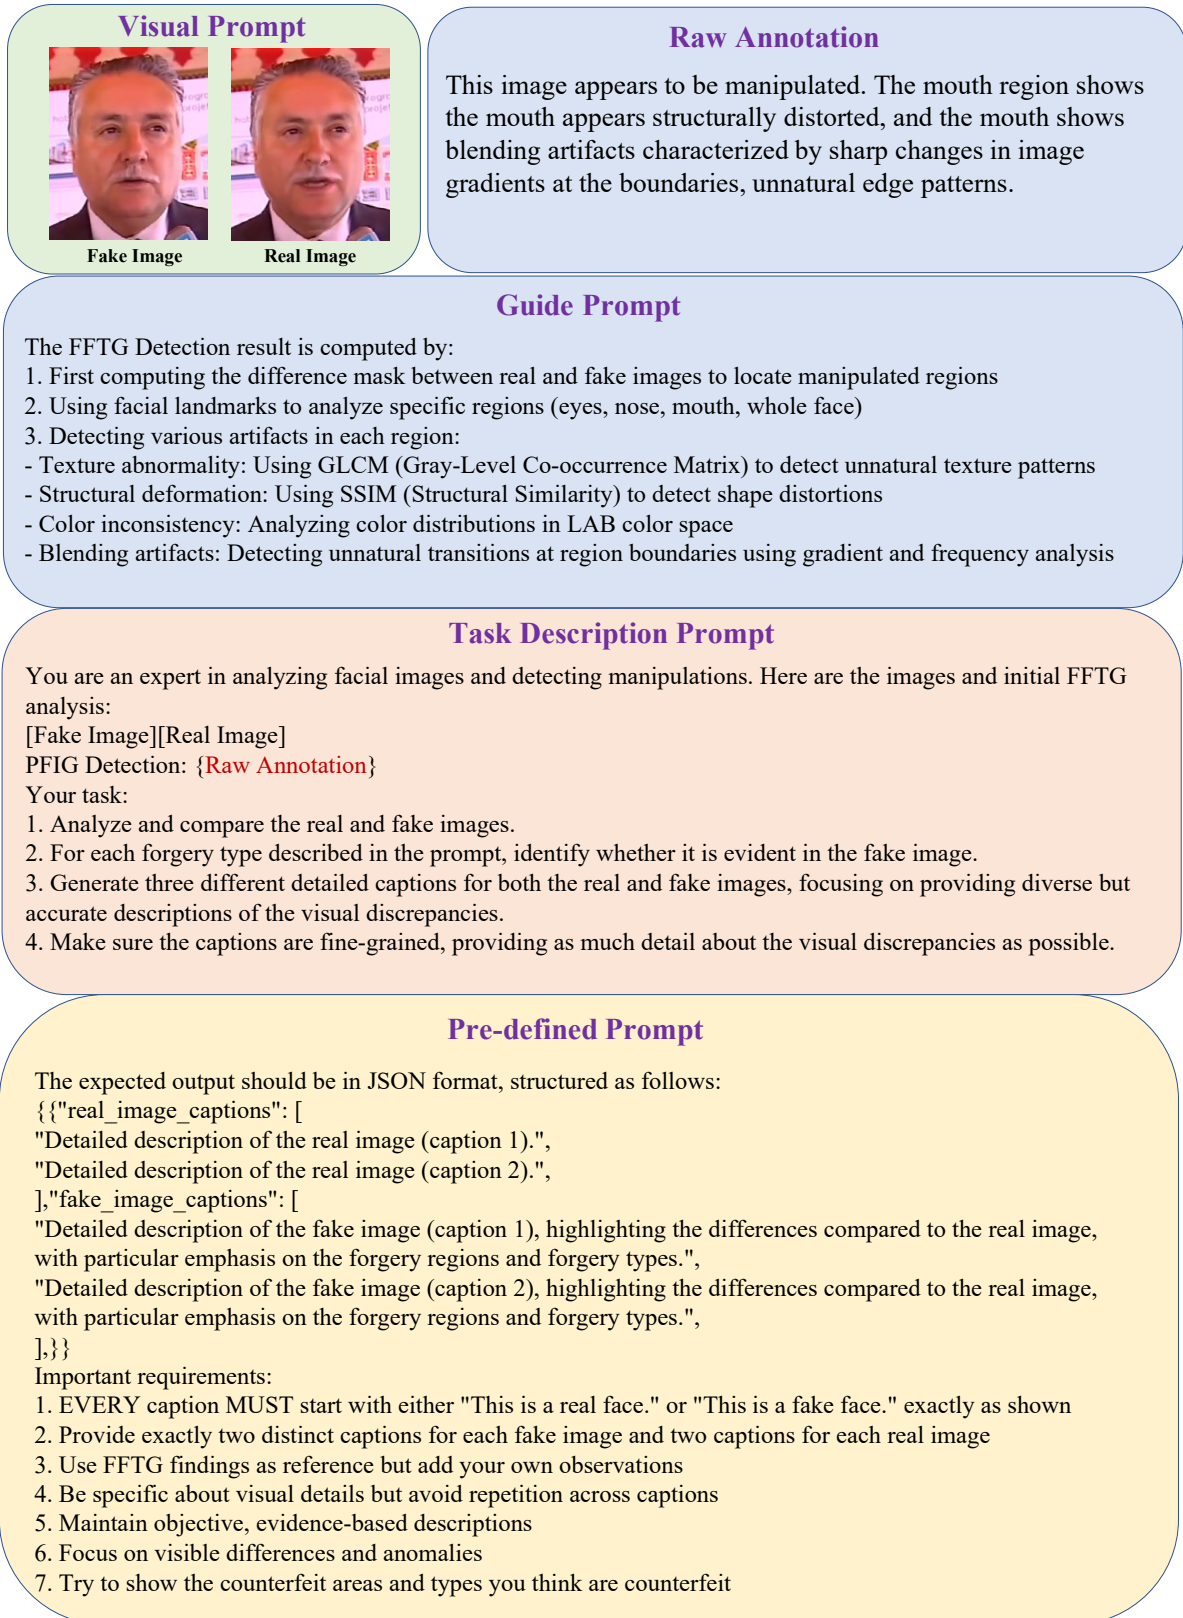 Visual Prompt
Fake Image
Real Image
Raw Annotation
This image appears to be manipulated. The mouth region shows
the mouth appears structurally distorted, and the mouth shows
blending artifacts characterized by sharp changes in image
gradients at the boundaries, unnatural edge patterns.
Guide Prompt
The FFTG Detection result is computed by:
1. First computing the difference mask between real and fake images to locate manipulated regions
2. Using facial landmarks to analyze specific regions (eyes, nose, mouth, whole face)
3. Detecting various artifacts in each region:
- Texture abnormality: Using GLCM (Gray-Level Co-occurrence Matrix) to detect unnatural texture patterns
- Structural deformation: Using SSIM (Structural Similarity) to detect shape distortions
- Color inconsistency: Analyzing color distributions in LAB color space
- Blending artifacts: Detecting unnatural transitions at region boundaries using gradient and frequency analysis
Task Description Prompt
You are an expert in analyzing facial images and detecting manipulations. Here are the images and initial FFTG
analysis:
[Fake Image][Real Image]
PFIG Detection: {Raw Annotation}
Your task:
1. Analyze and compare the real and fake images.
2. For each forgery type described in the prompt, identify whether it is evident in the fake image.
3. Generate three different detailed captions for both the real and fake images, focusing on providing diverse but
accurate descriptions of the visual discrepancies.
4. Make sure the captions are fine-grained, providing as much detail about the visual discrepancies as possible.
Pre-defined Prompt
The expected output should be in JSON format, structured as follows:
{{"real_image_captions": [
"Detailed description of the real image (caption 1).",
"Detailed description of the real image (caption 2).",
],"fake_image_captions": [
"Detailed description of the fake image (caption 1), highlighting the differences compared to the real image,
with particular emphasis on the forgery regions and forgery types.",
"Detailed description of the fake image (caption 2), highlighting the differences compared to the real image,
with particular emphasis on the forgery regions and forgery types.",
],}}
Important requirements:
1. EVERY caption MUST start with either "This is a real face." or "This is a fake face." exactly as shown
2. Provide exactly two distinct captions for each fake image and two captions for each real image
3. Use FFTG findings as reference but add your own observations
4. Be specific about visual details but avoid repetition across captions
5. Maintain objective, evidence-based descriptions
6. Focus on visible differences and anomalies
7. Try to show the counterfeit areas and types you think are counterfeit